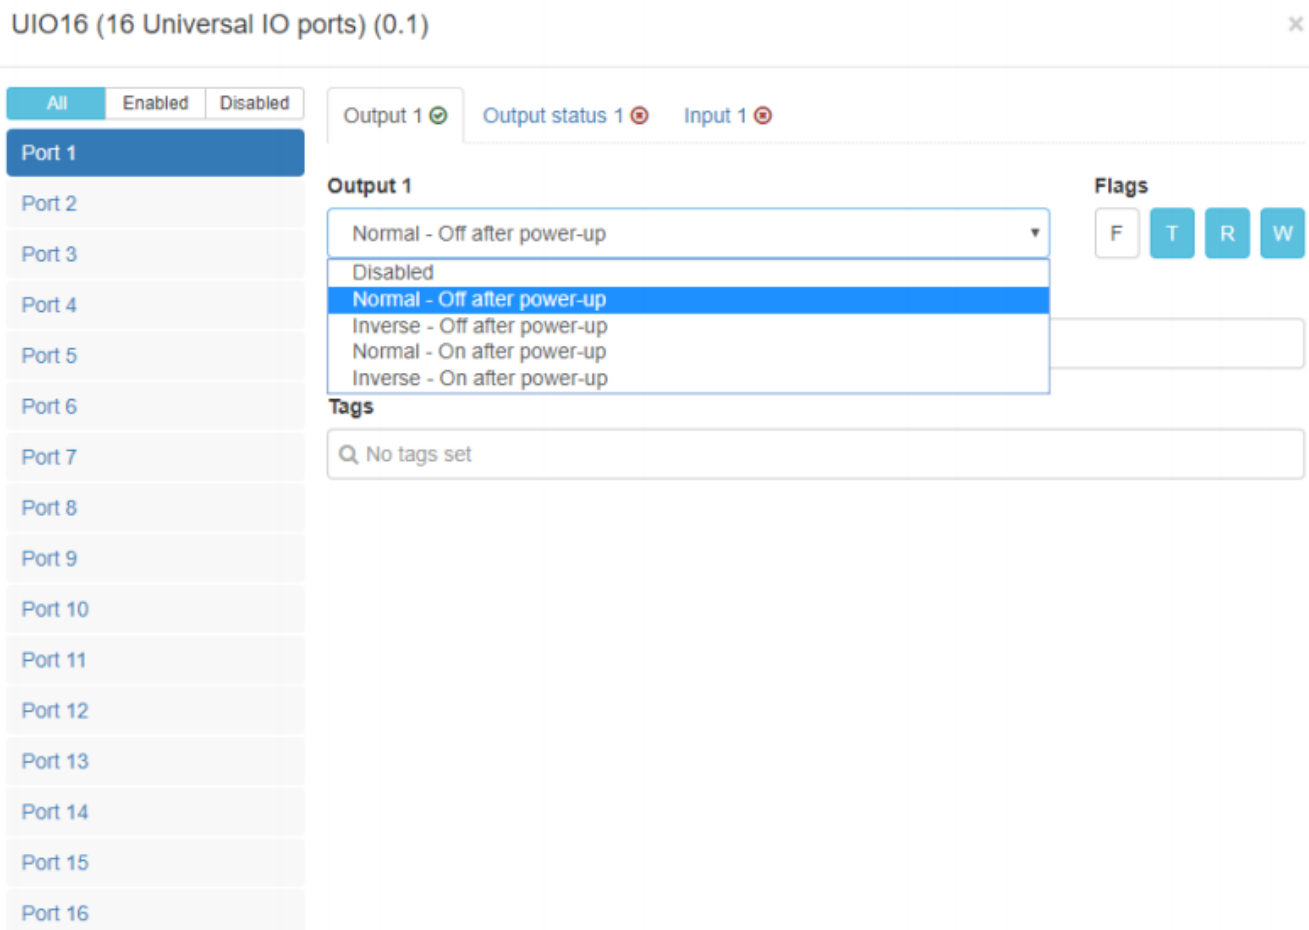 UIO16 (16 Universal IO ports) (0.1)
×
All Enabled Disabled
Port 1
Port 2
Port 3
Port 4
Port 5
Port 6
Port 7
Port 8
Port 9
Port 10
Port 11
Port 12
Port 13
Port 14
Port 15
Port 16
Output 1 Output status 1 Input 1
Output 1
Normal - Off after power-up
Disabled
Normal - Off after power-up
Inverse - Off after power-up
Normal - On after power-up
Inverse - On after power-up
Flags
F T R W
Tags
No tags set